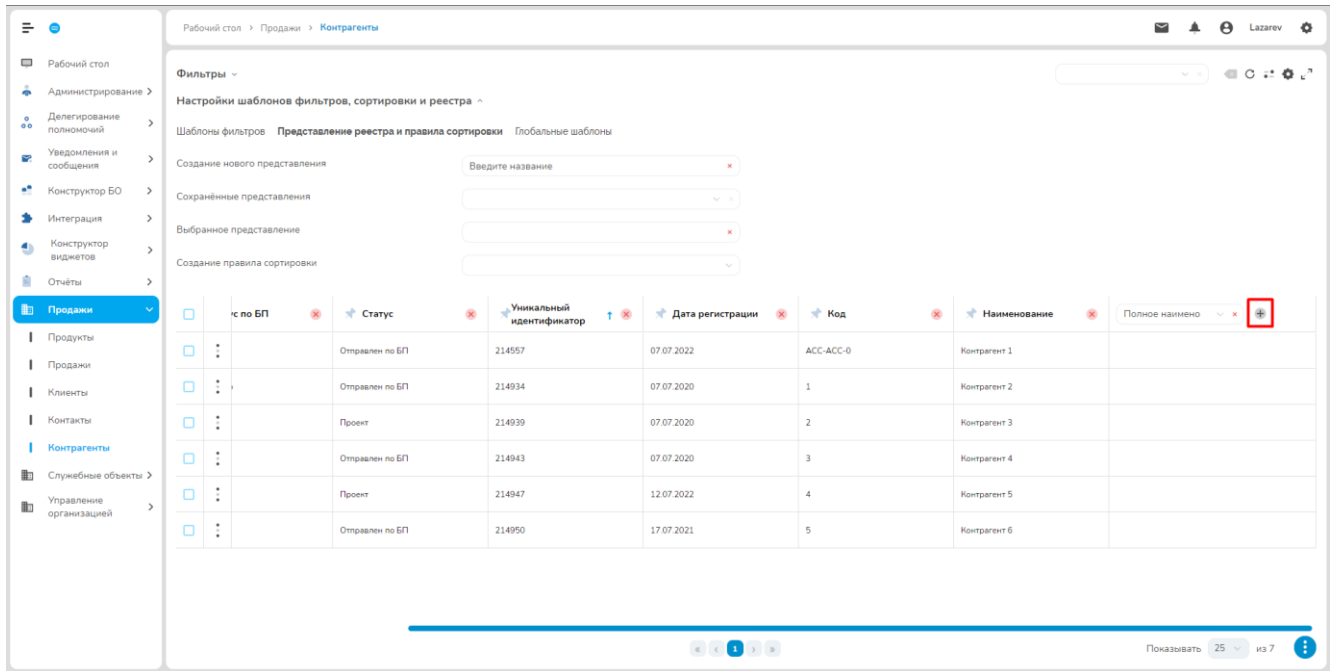 Рабочий стол > Продажи > Контрагенты
Lazarev
Рабочий стол
Администрирование
Делегирование
полномочий
Уведомления и
сообщения
Конструктор БО
Интеграция
Конструктор
виджетов
Отчёты
Продажи
Продукты
Продажи
Клиенты
Контакты
Контрагенты
Служебные объекты
Управление
организацией
Фильтры
Настройки шаблонов фильтров, сортировки и реестра
Шаблоны фильтров Представление реестра и правила сортировки Глобальные шаблоны
Создание нового представления Введите название
Сохранённые представления
Выбранное представление
Создание правила сортировки
с по БП Статус Уникальный идентификатор Дата регистрации Код Наименование Полное наимено
Отправлен по БП 214557 07.07.2022 ACC-ACC-0 Контрагент 1
Отправлен по БП 214934 07.07.2020 1 Контрагент 2
Проект 214939 07.07.2020 2 Контрагент 3
Отправлен по БП 214943 07.07.2020 3 Контрагент 4
Проект 214947 12.07.2022 4 Контрагент 5
Отправлен по БП 214950 17.07.2021 5 Контрагент 6
« ‹ 1 › »
Показывать 25 из 7